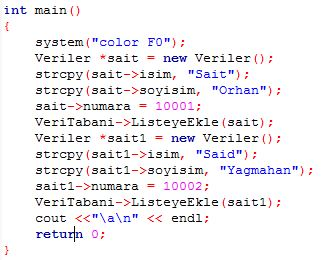 int main()
{
system("color F0");
Veriler *sait = new Veriler();
strcpy(sait->isim, "Sait");
strcpy(sait->soyisim, "Orhan");
sait->numara = 10001;
VeriTabani->ListeyeEkle(sait);
Veriler *sait1 = new Veriler();
strcpy(sait1->isim, "Said");
strcpy(sait1->soyisim, "Yagmahan");
sait1->numara = 10002;
VeriTabani->ListeyeEkle(sait1);
cout <<"\a\n" << endl;
return 0;
}